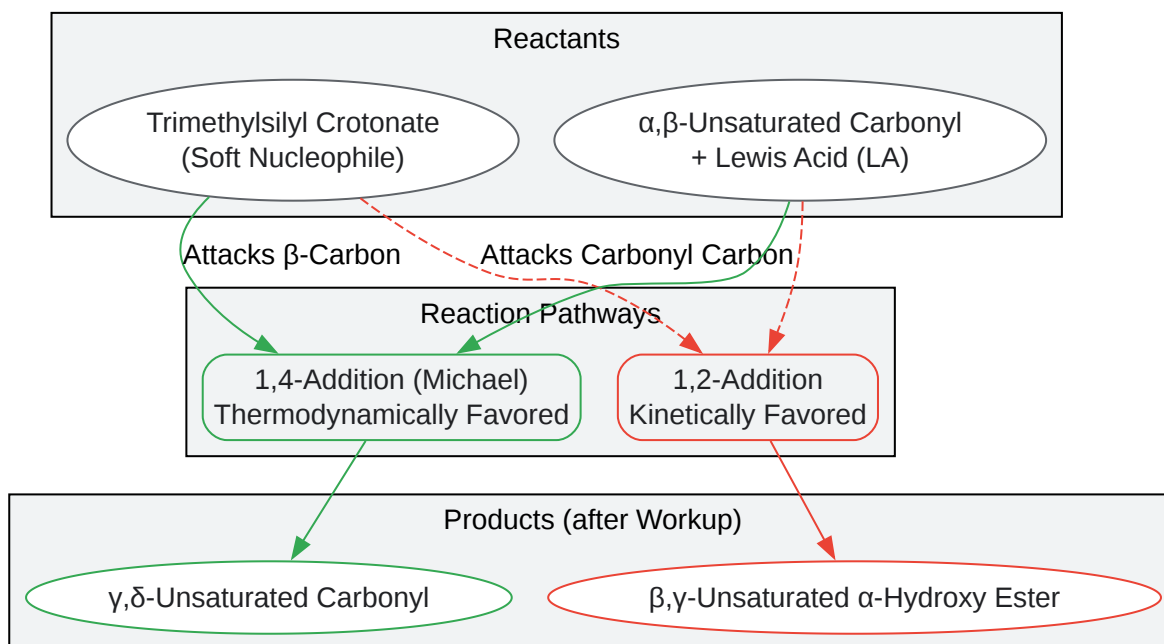 Reactants
Trimethylsilyl Crotonate
(Soft Nucleophile)
α,β-Unsaturated Carbonyl
+ Lewis Acid (LA)
Attacks β-Carbon
Attacks Carbonyl Carbon
Reaction Pathways
1,4-Addition (Michael)
Thermodynamically Favored
1,2-Addition
Kinetically Favored
Products (after Workup)
γ,δ-Unsaturated Carbonyl
β,γ-Unsaturated α-Hydroxy Ester